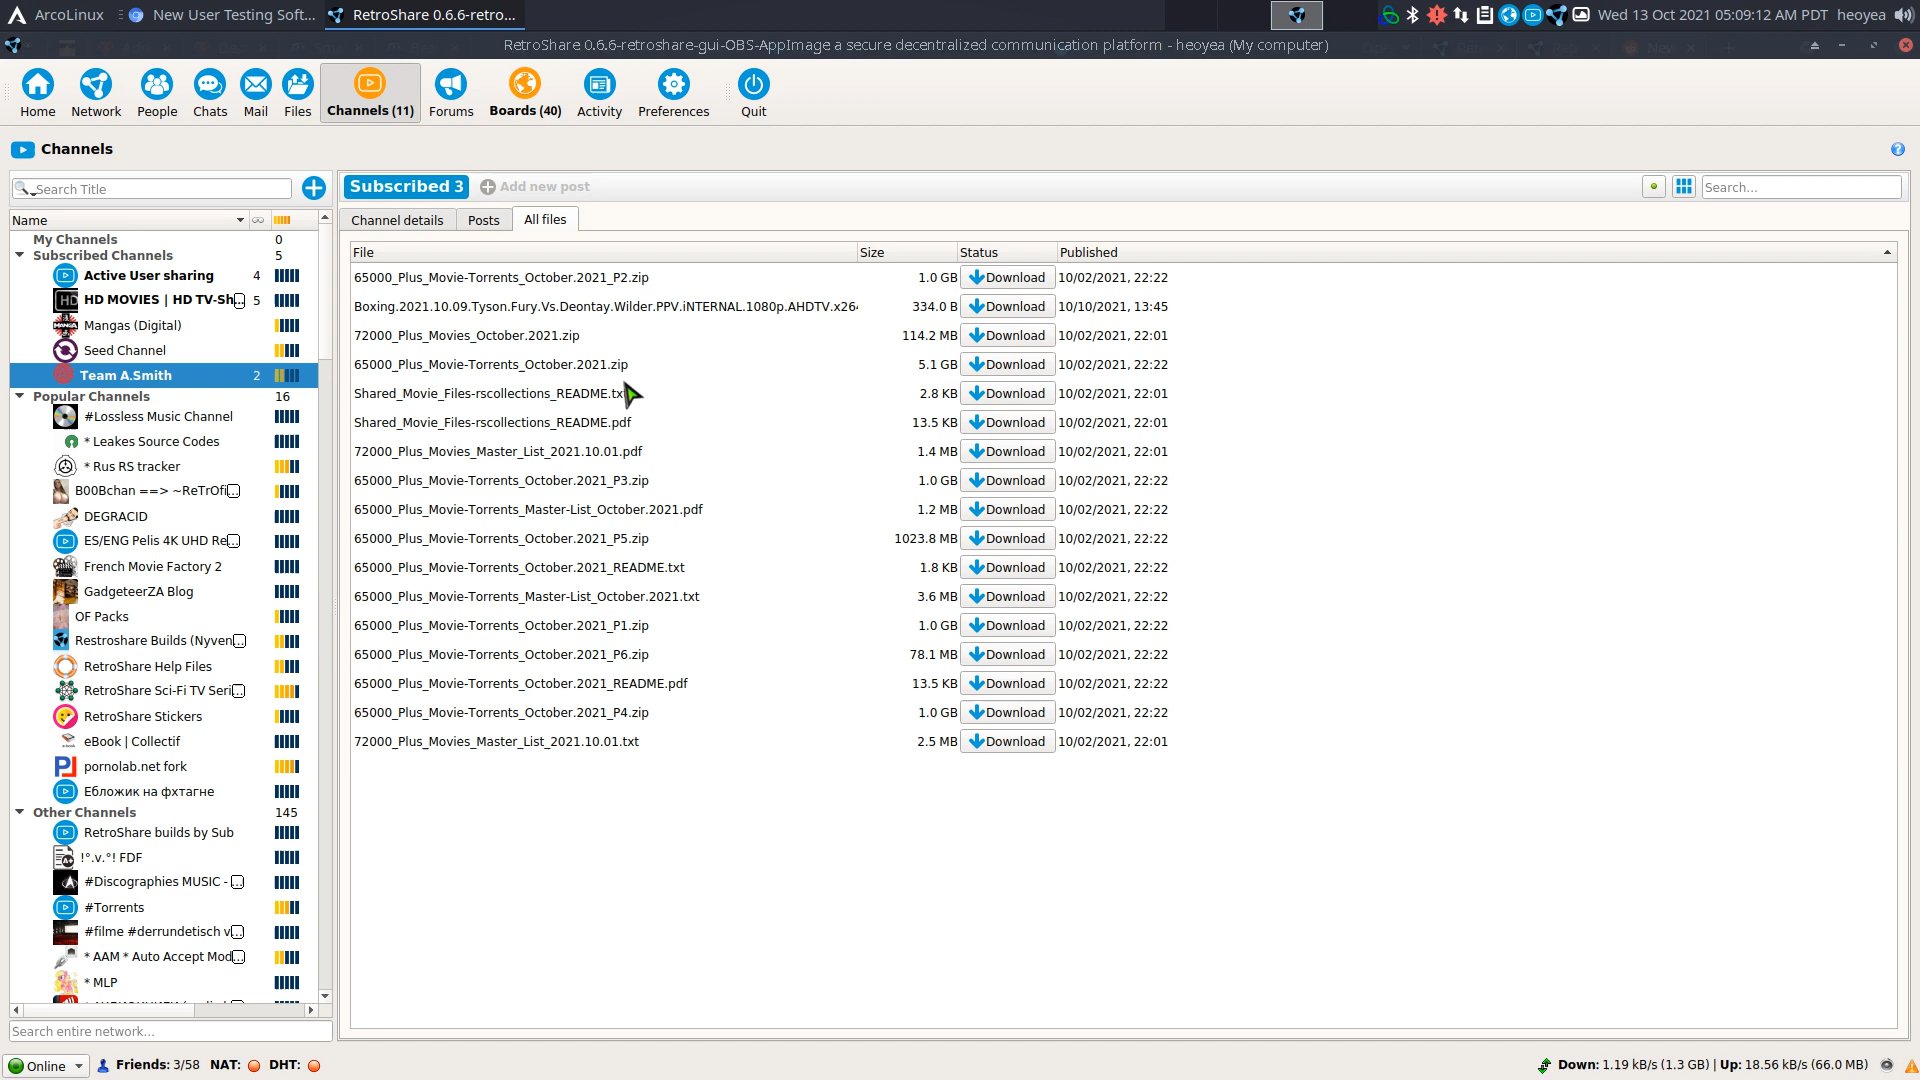 ArcoLinux
New User Testing Soft...
RetroShare 0.6.6-retro...
Wed 13 Oct 2021 05:09:12 AM PDT
heoyea
RetroShare 0.6.6-retroshare-gui-OBS-AppImage a secure decentralized communication platform - heoyea (My computer)
Home
Network
People
Chats
Mail
Files
Channels (11)
Forums
Boards (40)
Activity
Preferences
Quit
Channels
Search Title
Subscribed 3
Add new post
Search...
Name
Channel details
Posts
All files
My Channels 0
Subscribed Channels 5
Active User sharing 4
HD MOVIES | HD TV-Sh...
5
Mangas (Digital)
Seed Channel
Team A.Smith 2
Popular Channels 16
#Lossless Music Channel
* Leakes Source Codes
* Rus RS tracker
B00Bchan ==> ~ReTrOfi...
DEGRACID
ES/ENG Pelis 4K UHD Re...
French Movie Factory 2
GadgeteerZA Blog
OF Packs
Restroshare Builds (Nyven...
RetroShare Help Files
RetroShare Sci-Fi TV Seri...
RetroShare Stickers
eBook | Collectif
pornolab.net fork
Ебложик на фхтагне
Other Channels 145
RetroShare builds by Sub
!°.v.°! FDF
#Discographies MUSIC - ...
#Torrents
#filme #derrundetisch v...
* AAM * Auto Accept Mod...
* MLP
Search entire network...
File Size Status Published
65000_Plus_Movie-Torrents_October.2021_P2.zip 1.0 GB Download 10/02/2021, 22:22
Boxing.2021.10.09.Tyson.Fury.Vs.Deontay.Wilder.PPV.iNTERNAL.1080p.AHDTV.x264 334.0 B Download 10/10/2021, 13:45
72000_Plus_Movies_October.2021.zip 114.2 MB Download 10/02/2021, 22:01
65000_Plus_Movie-Torrents_October.2021.zip 5.1 GB Download 10/02/2021, 22:22
Shared_Movie_Files-rscollections_README.txt 2.8 KB Download 10/02/2021, 22:01
Shared_Movie_Files-rscollections_README.pdf 13.5 KB Download 10/02/2021, 22:01
72000_Plus_Movies_Master_List_2021.10.01.pdf 1.4 MB Download 10/02/2021, 22:01
65000_Plus_Movie-Torrents_October.2021_P3.zip 1.0 GB Download 10/02/2021, 22:22
65000_Plus_Movie-Torrents_Master-List_October.2021.pdf 1.2 MB Download 10/02/2021, 22:22
65000_Plus_Movie-Torrents_October.2021_P5.zip 1023.8 MB Download 10/02/2021, 22:22
65000_Plus_Movie-Torrents_October.2021_README.txt 1.8 KB Download 10/02/2021, 22:22
65000_Plus_Movie-Torrents_Master-List_October.2021.txt 3.6 MB Download 10/02/2021, 22:22
65000_Plus_Movie-Torrents_October.2021_P1.zip 1.0 GB Download 10/02/2021, 22:22
65000_Plus_Movie-Torrents_October.2021_P6.zip 78.1 MB Download 10/02/2021, 22:22
65000_Plus_Movie-Torrents_October.2021_README.pdf 13.5 KB Download 10/02/2021, 22:22
65000_Plus_Movie-Torrents_October.2021_P4.zip 1.0 GB Download 10/02/2021, 22:22
72000_Plus_Movies_Master_List_2021.10.01.txt 2.5 MB Download 10/02/2021, 22:01
Online
Friends: 3/58 NAT: DHT:
Down: 1.19 kB/s (1.3 GB) | Up: 18.56 kB/s (66.0 MB)